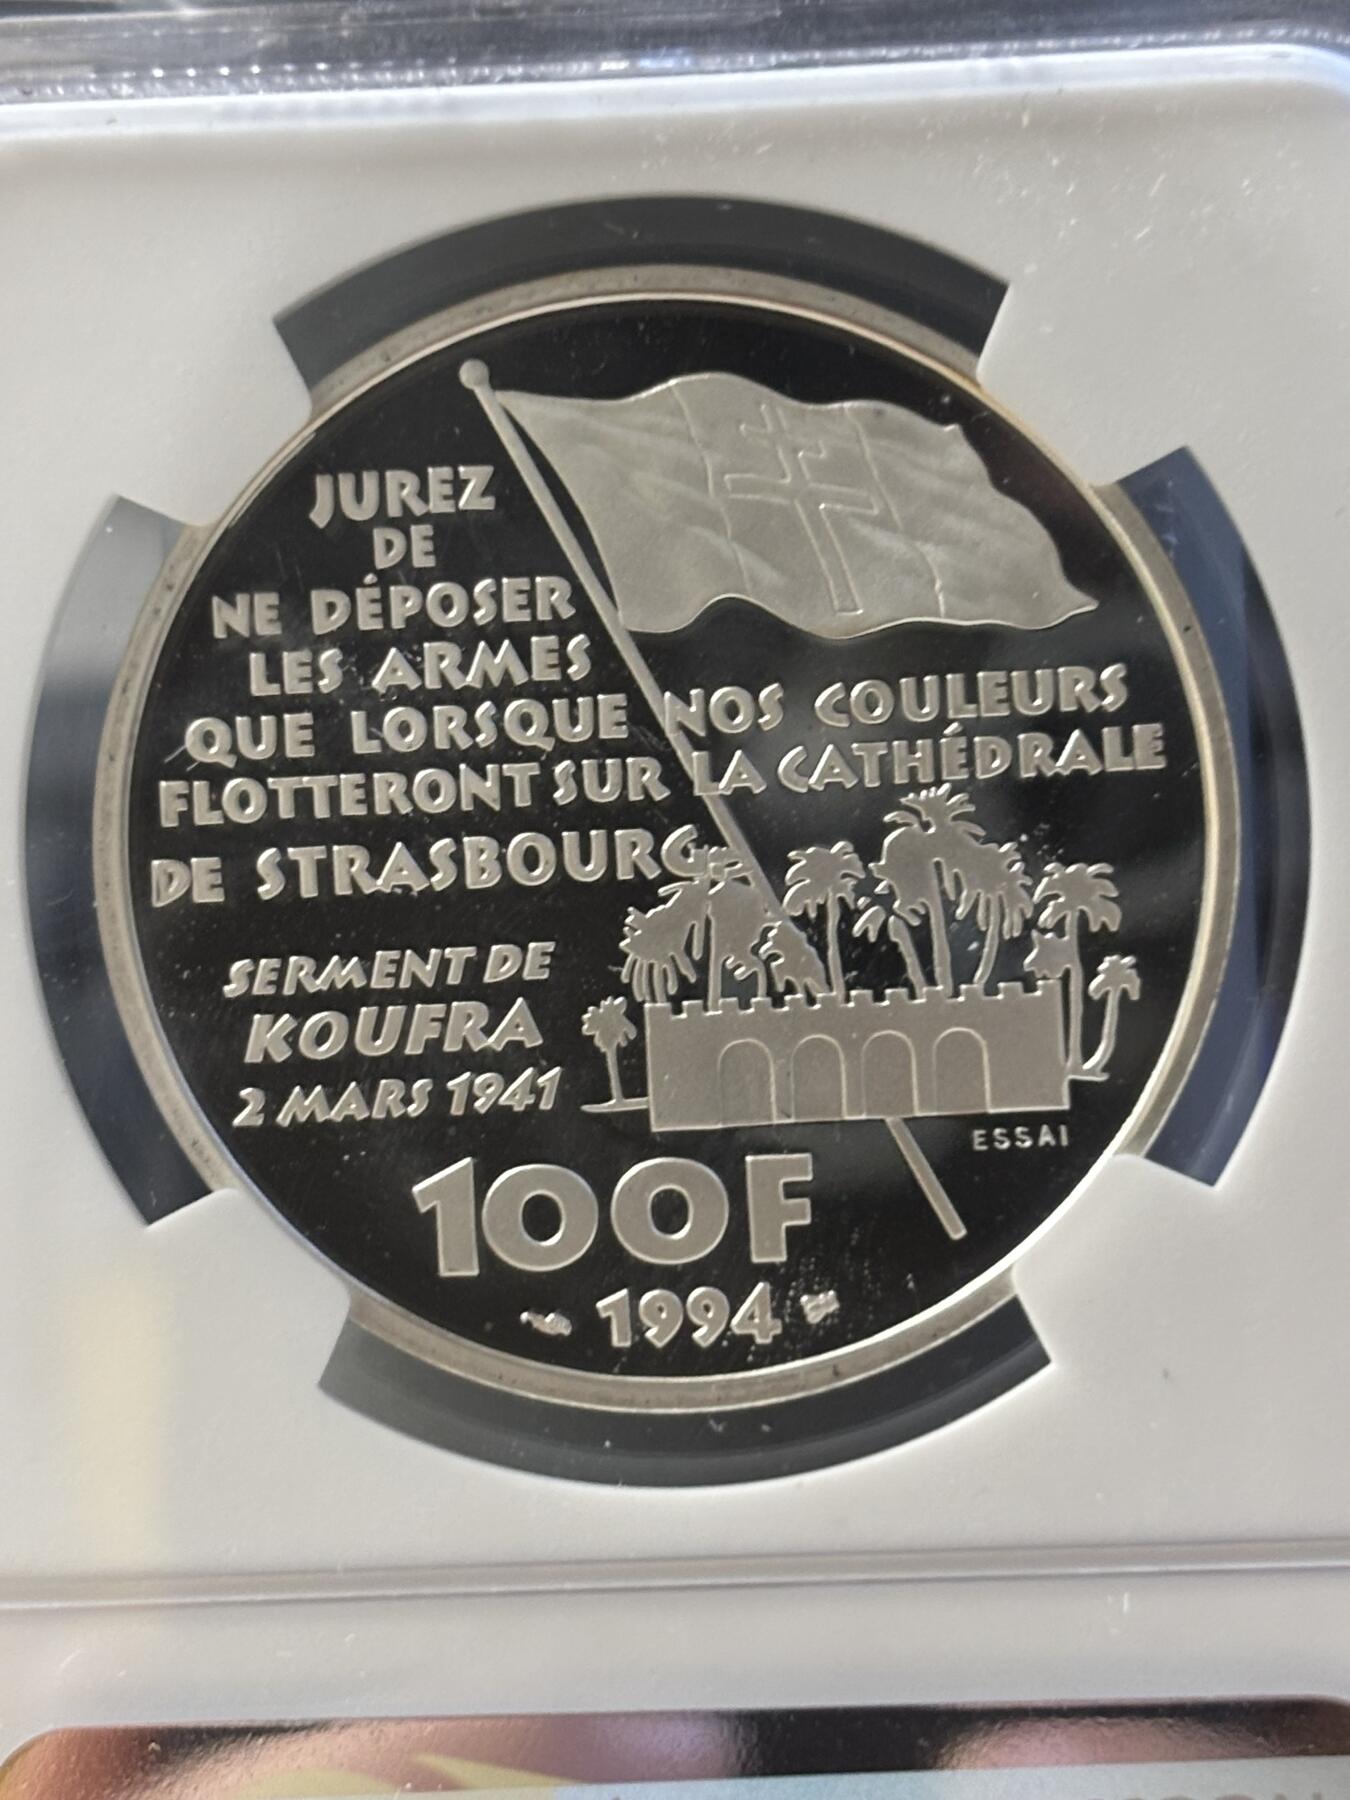 JUREZ
DE
NE DÉPOSER
LES ARMES
QUE LORSQUE NOS COULEURS
FLOTTERONT SUR LA CATHÉDRALE
DE STRASBOURG
SERMENT DE
KOUFRA
2 MARS 1941
ESSAI
100F
1994